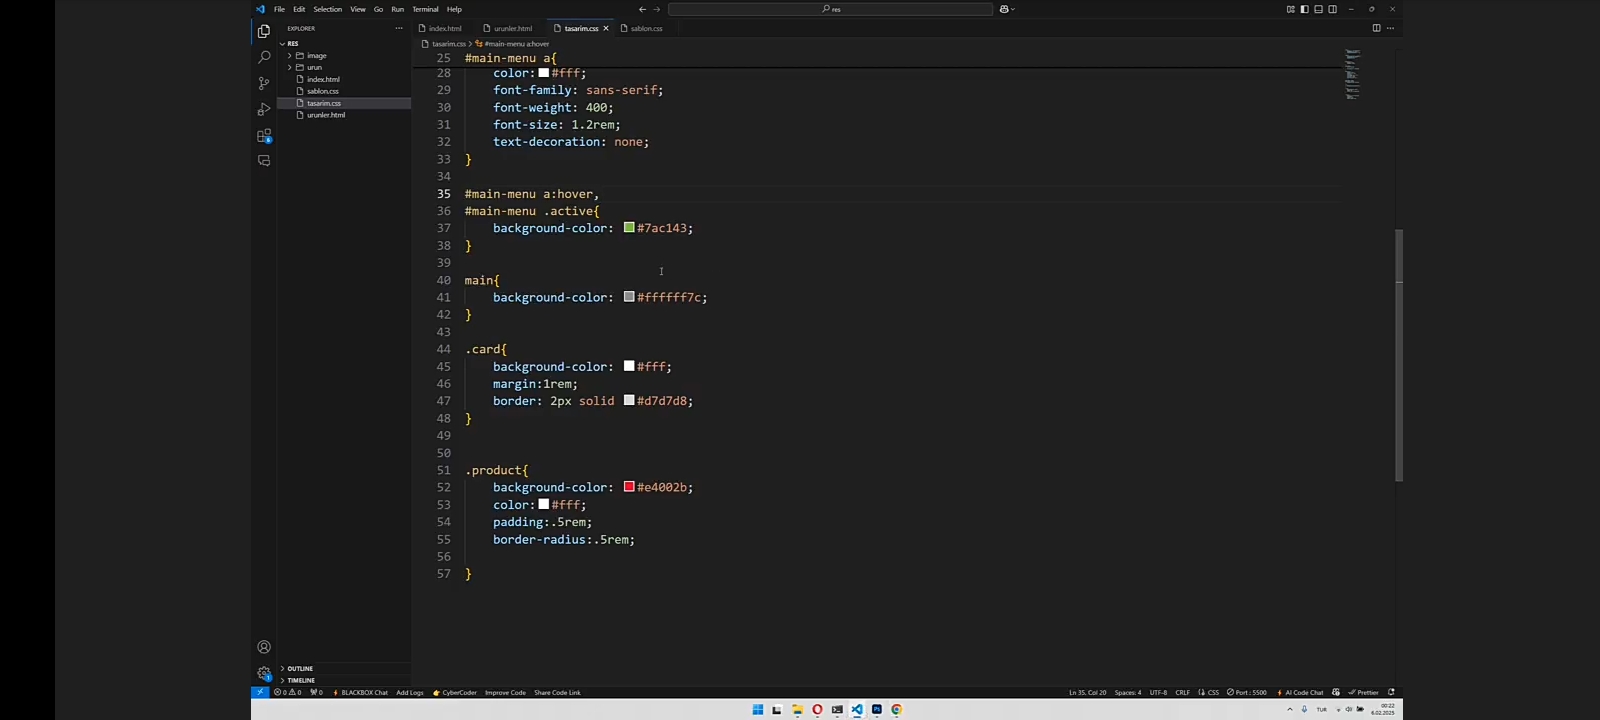 File Edit Selection View Go Run Terminal Help
res
EXPLORER
RES
image
urun
index.html
sablon.css
tasarim.css
urunler.html
OUTLINE
TIMELINE
index.html urunler.html tasarim.css sablon.css
tasarim.css > #main-menu a:hover
25 #main-menu a{
28 color: #fff;
29 font-family: sans-serif;
30 font-weight: 400;
31 font-size: 1.2rem;
32 text-decoration: none;
33 }
34
35 #main-menu a:hover,
36 #main-menu .active{
37 background-color: #7ac143;
38 }
39
40 main{
41 background-color: #ffffff7c;
42 }
43
44 .card{
45 background-color: #fff;
46 margin:1rem;
47 border: 2px solid #d7d7d8;
48 }
49
50
51 .product{
52 background-color: #e4002b;
53 color: #fff;
54 padding:.5rem;
55 border-radius:.5rem;
56
57 }
0 0 0 BLACKBOX Chat Add Logs CyberCoder Improve Code Share Code Link Ln 35, Col 20 Spaces: 4 UTF-8 CRLF CSS Port : 5500 AI Code Chat Prettier
TUR 00:22
6.02.2025